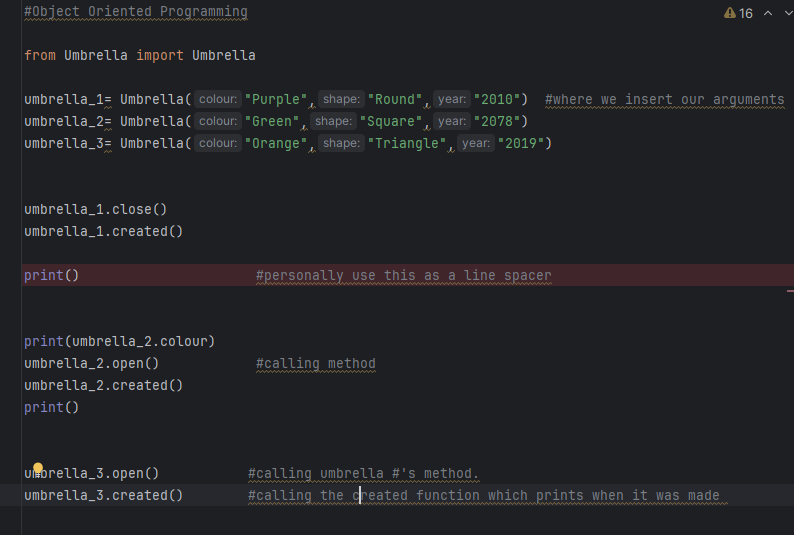 #Object Oriented Programming
16
from Umbrella import Umbrella
umbrella_1= Umbrella( colour: "Purple", shape: "Round", year: "2010")  #where we insert our arguments
umbrella_2= Umbrella( colour: "Green", shape: "Square", year: "2078")
umbrella_3= Umbrella( colour: "Orange", shape: "Triangle", year: "2019")
umbrella_1.close()
umbrella_1.created()
print()                      #personally use this as a line spacer
print(umbrella_2.colour)
umbrella_2.open()            #calling method
umbrella_2.created()
print()
umbrella_3.open()           #calling umbrella #'s method.
umbrella_3.created()        #calling the created function which prints when it was made